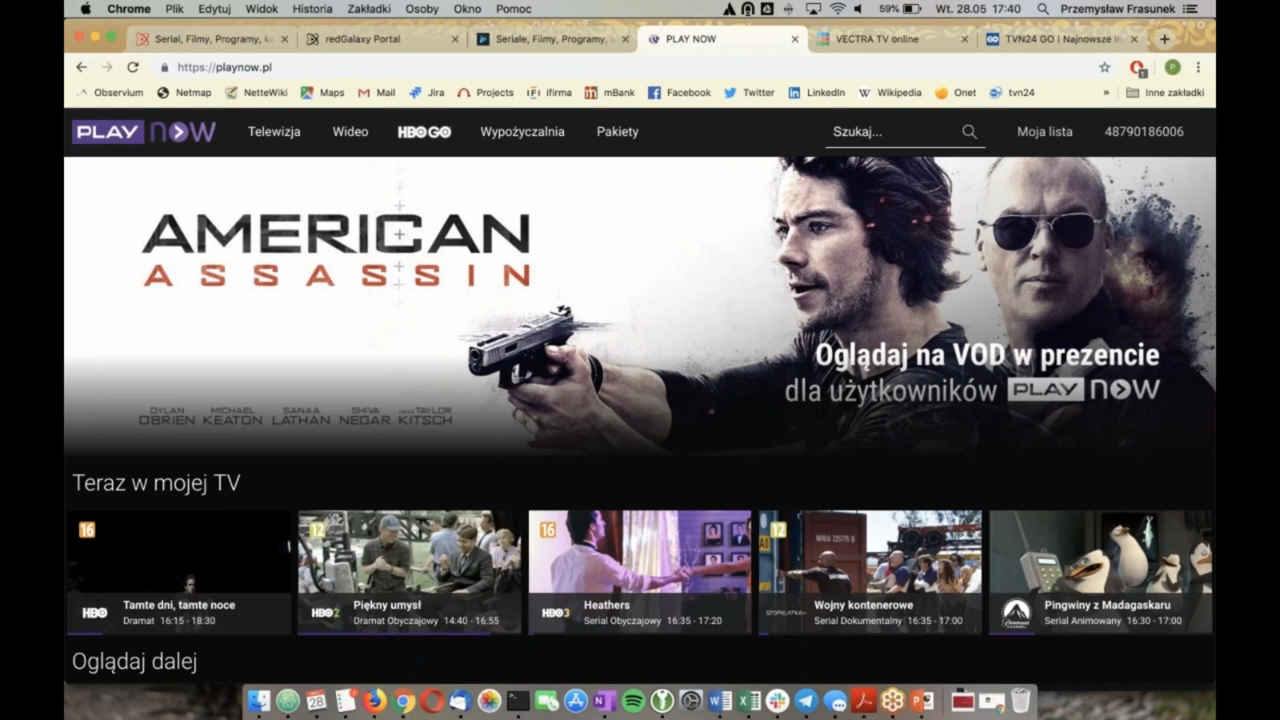 Chrome Plik Edytuj Widok Historia Zakładki Osoby Okno Pomoc 59% Wt. 28.05 17:40 Przemysław Frasunek
Serial, Filmy, Programy, redGalaxy Portal Seriale, Filmy, Programy, PLAY NOW VECTRA TV online TVN24 GO | Najnowsze
https://playnow.pl
Observium Netmap NetteWiki Maps Mail Jira Projects ifirma mBank Facebook Twitter LinkedIn Wikipedia Onet tvn24 » Inne zakładki
PLAY NOW Telewizja Wideo HBO GO Wypożyczalnia Pakiety Szukaj... Moja lista 48790186006
AMERICAN
ASSASSIN
Oglądaj na VOD w prezencie
dla użytkowników PLAY NOW
DYLAN O'BRIEN MICHAEL KEATON SANAA LATHAN SHIVA NEGAR TAYLOR KITSCH
Teraz w mojej TV
16 12 16 12
HBO Tamte dni, tamte noce
Dramat 16:15 - 18:30
HBO2 Piękny umysł
Dramat Obyczajowy 14:40 - 16:55
HBO3 Heathers
Serial Obyczajowy 16:35 - 17:20
STOPKLATKA Wojny kontenerowe
Serial Dokumentalny 16:35 - 17:00
Paramount CHANNEL Pingwiny z Madagaskaru
Serial Animowany 16:30 - 17:00
Oglądaj dalej
28